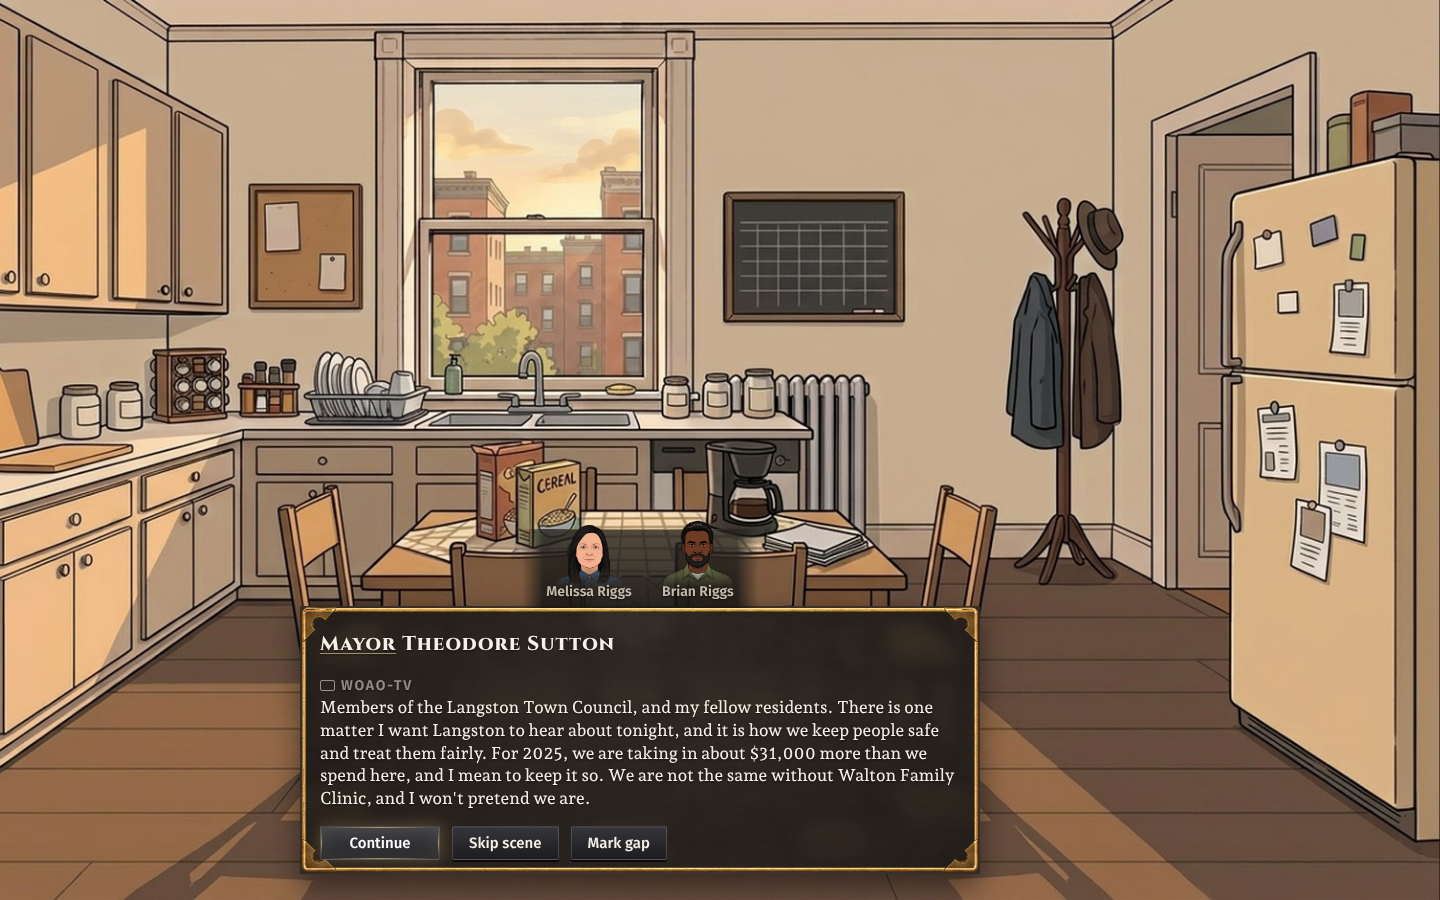 CEREAL
Melissa Riggs
Brian Riggs
Mayor Theodore Sutton
WOAO-TV
Members of the Langston Town Council, and my fellow residents. There is one
matter I want Langston to hear about tonight, and it is how we keep people safe
and treat them fairly. For 2025, we are taking in about $31,000 more than we
spend here, and I mean to keep it so. We are not the same without Walton Family
Clinic, and I won't pretend we are.
Continue
Skip scene
Mark gap